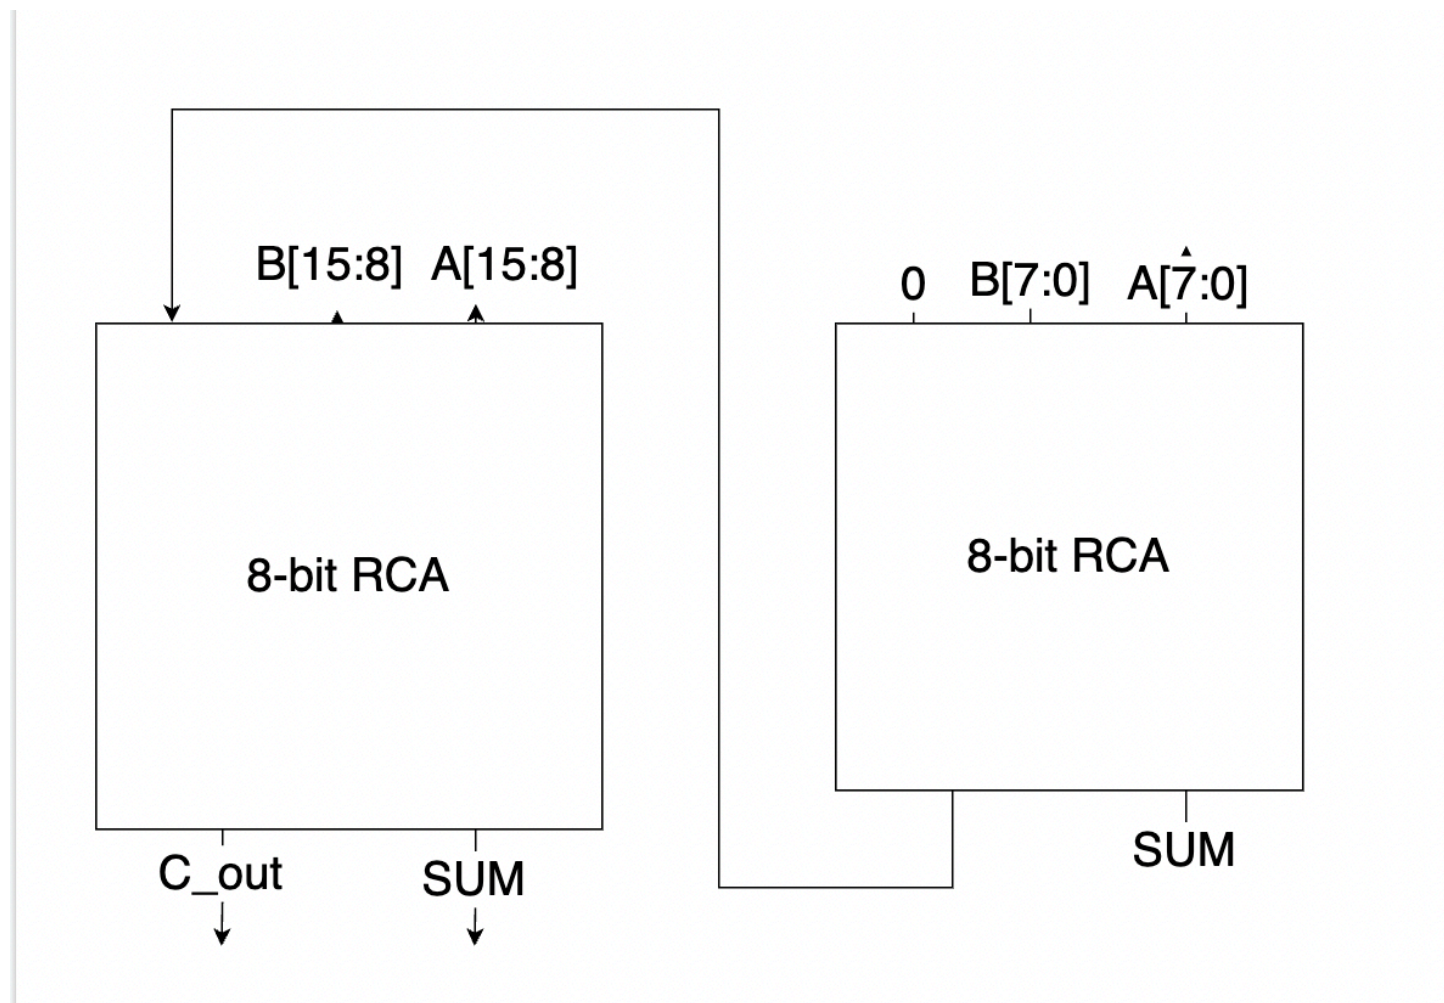 B[15:8] A[15:8]
0 B[7:0] A[7:0]
8-bit RCA
8-bit RCA
C_out SUM
SUM